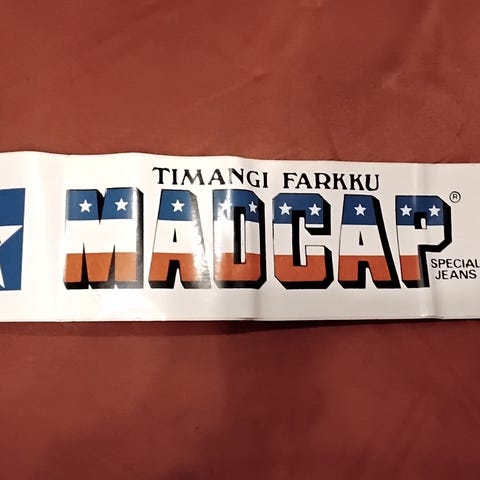 TIMANGI FARKKU
MADCAP®
SPECIAL
JEANS